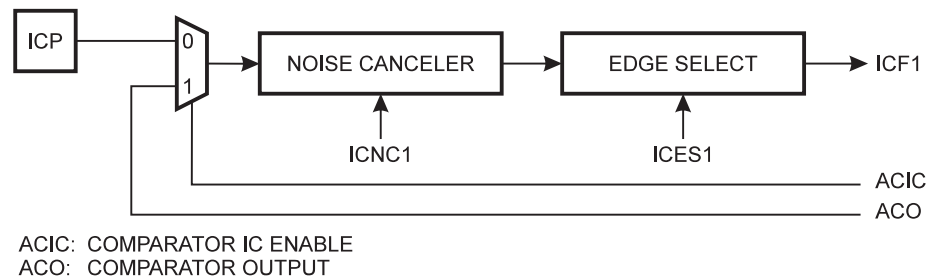 ICP
0
1
NOISE CANCELER
EDGE SELECT
ICF1
ICNC1
ICES1
ACIC
ACO
ACIC: COMPARATOR IC ENABLE
ACO: COMPARATOR OUTPUT